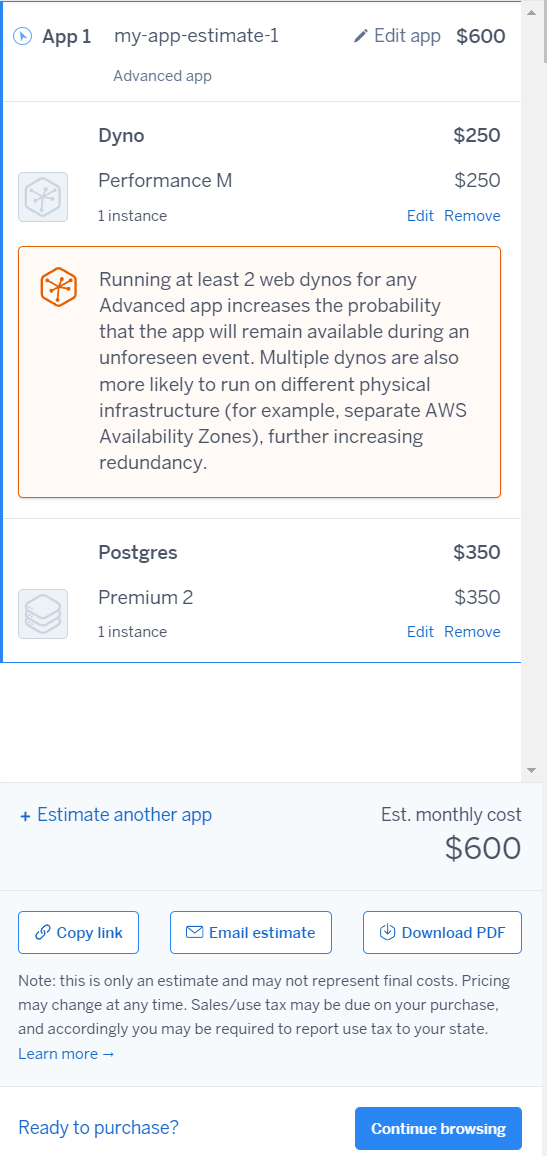 App 1 my-app-estimate-1 Edit app $600
Advanced app
Dyno $250
Performance M $250
1 instance Edit Remove
Running at least 2 web dynos for any
Advanced app increases the probability
that the app will remain available during an
unforeseen event. Multiple dynos are also
more likely to run on different physical
infrastructure (for example, separate AWS
Availability Zones), further increasing
redundancy.
Postgres $350
Premium 2 $350
1 instance Edit Remove
+ Estimate another app Est. monthly cost
$600
Copy link Email estimate Download PDF
Note: this is only an estimate and may not represent final costs. Pricing
may change at any time. Sales/use tax may be due on your purchase,
and accordingly you may be required to report use tax to your state.
Learn more →
Ready to purchase? Continue browsing